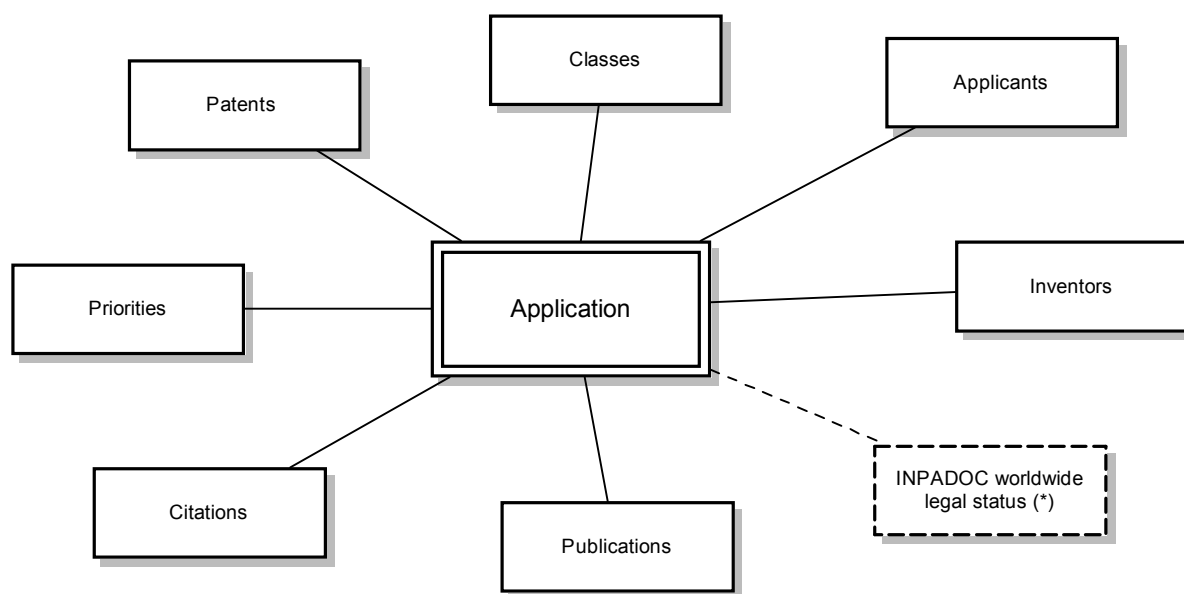 Classes
Applicants
Patents
Inventors
Application
Priorities
INPADOC worldwide
legal status (*)
Citations
Publications